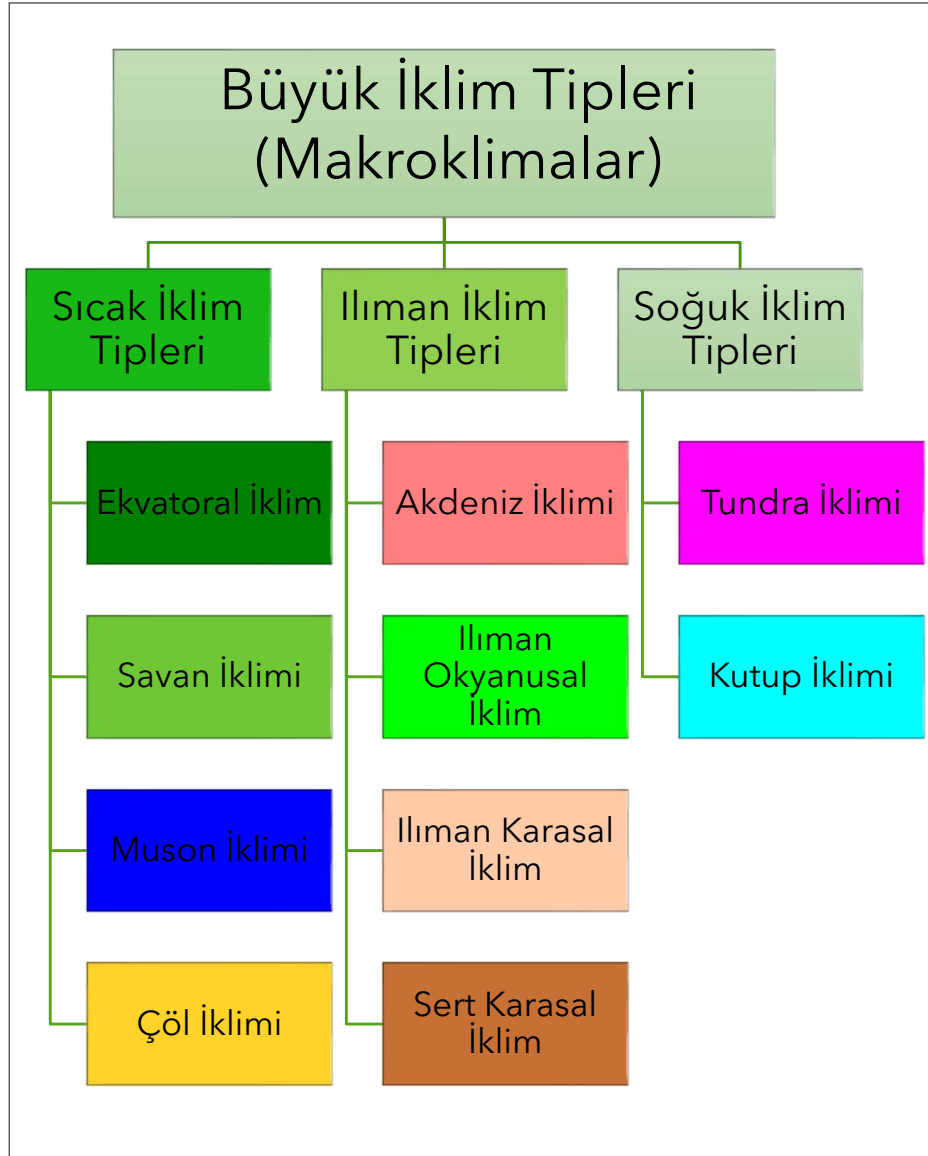 Büyük İklim Tipleri
(Makroklimalar)
Sıcak İklim
Tipleri
Ekvatoral İklim
Savan İklimi
Muson İklimi
Çöl İklimi
Ilıman İklim
Tipleri
Akdeniz İklimi
Ilıman
Okyanusal
İklim
Ilıman Karasal
İklim
Sert Karasal
İklim
Soğuk İklim
Tipleri
Tundra İklimi
Kutup İklimi